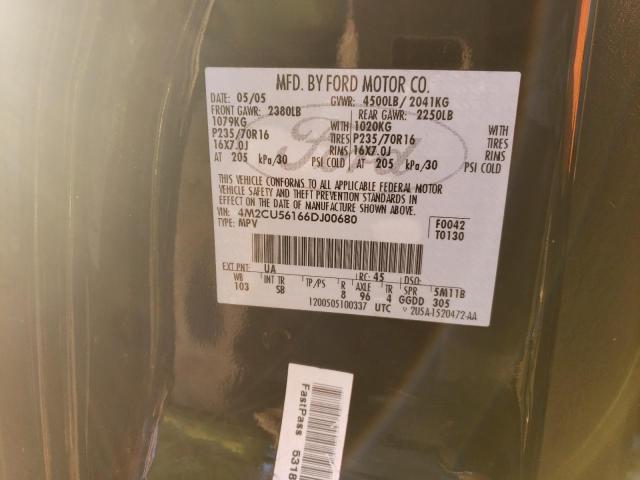 MFD. BY FORD MOTOR CO.
DATE: 05/05 GVWR: 4500LB/ 2041KG
FRONT GAWR: 2380LB REAR GAWR: 2250LB
1079KG WITH 1020KG WITH
P235/70R16 TIRES P235/70R16 TIRES
16X7.0J RIMS 16X7.0J RIMS
AT 205 kPa/30 PSI COLD AT 205 kPa/30 PSI COLD
Ford
THIS VEHICLE CONFORMS TO ALL APPLICABLE FEDERAL MOTOR
VEHICLE SAFETY AND THEFT PREVENTION STANDARDS IN
EFFECT ON THE DATE OF MANUFACTURE SHOWN ABOVE.
VIN: 4M2CU56166DJ00680 F0042
TYPE: MPV T0130
EXT PNT: UA RC: 45 DSO:
WB INT TR TP/PS R AXLE TR SPR 5M11B
103 5B 8 96 4 GGDD 305
1200505100337 UTC 2U5A-1520472-AA
FastPass 5318